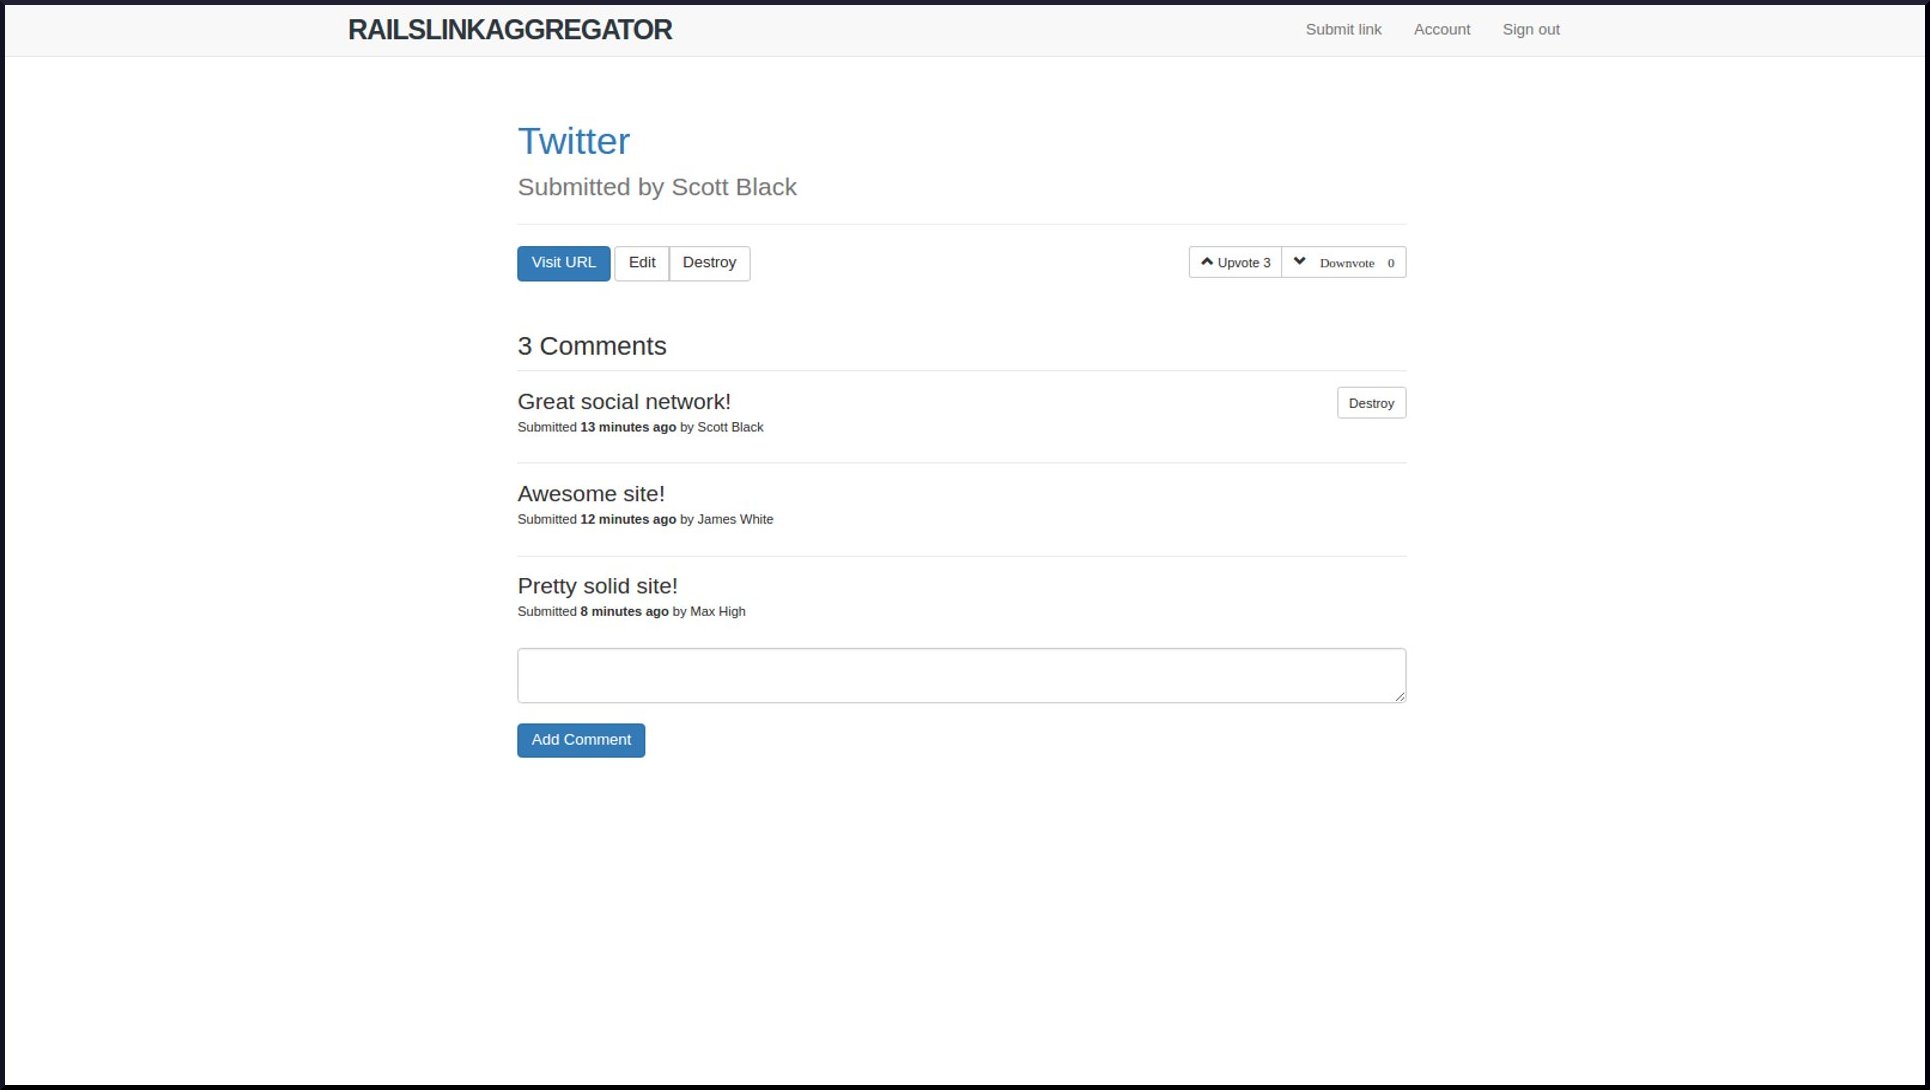 RAILSLINKAGGREGATOR Submit link Account Sign out
Twitter
Submitted by Scott Black
Visit URL Edit Destroy Upvote 3 Downvote 0
3 Comments
Great social network! Destroy
Submitted 13 minutes ago by Scott Black
Awesome site!
Submitted 12 minutes ago by James White
Pretty solid site!
Submitted 8 minutes ago by Max High
Add Comment